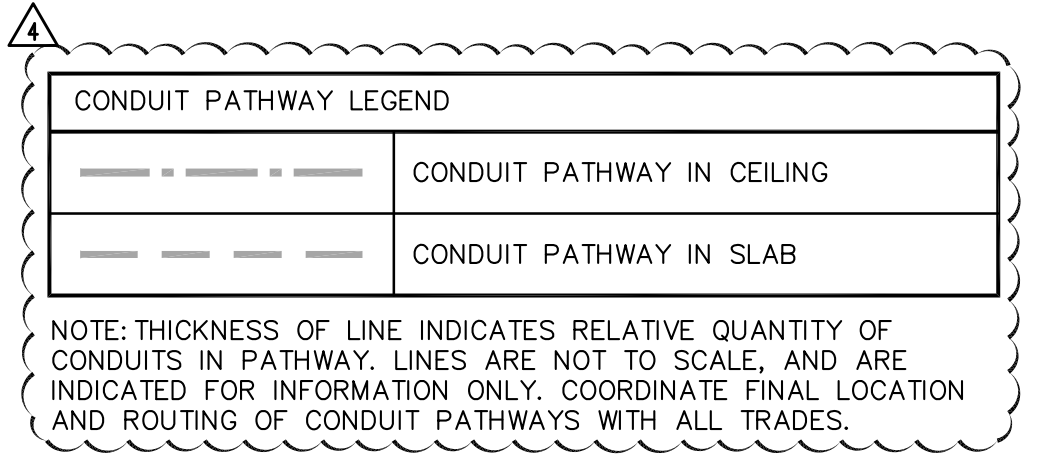 4
CONDUIT PATHWAY LEGEND
CONDUIT PATHWAY IN CEILING
CONDUIT PATHWAY IN SLAB
NOTE: THICKNESS OF LINE INDICATES RELATIVE QUANTITY OF
CONDUITS IN PATHWAY. LINES ARE NOT TO SCALE, AND ARE
INDICATED FOR INFORMATION ONLY. COORDINATE FINAL LOCATION
AND ROUTING OF CONDUIT PATHWAYS WITH ALL TRADES.